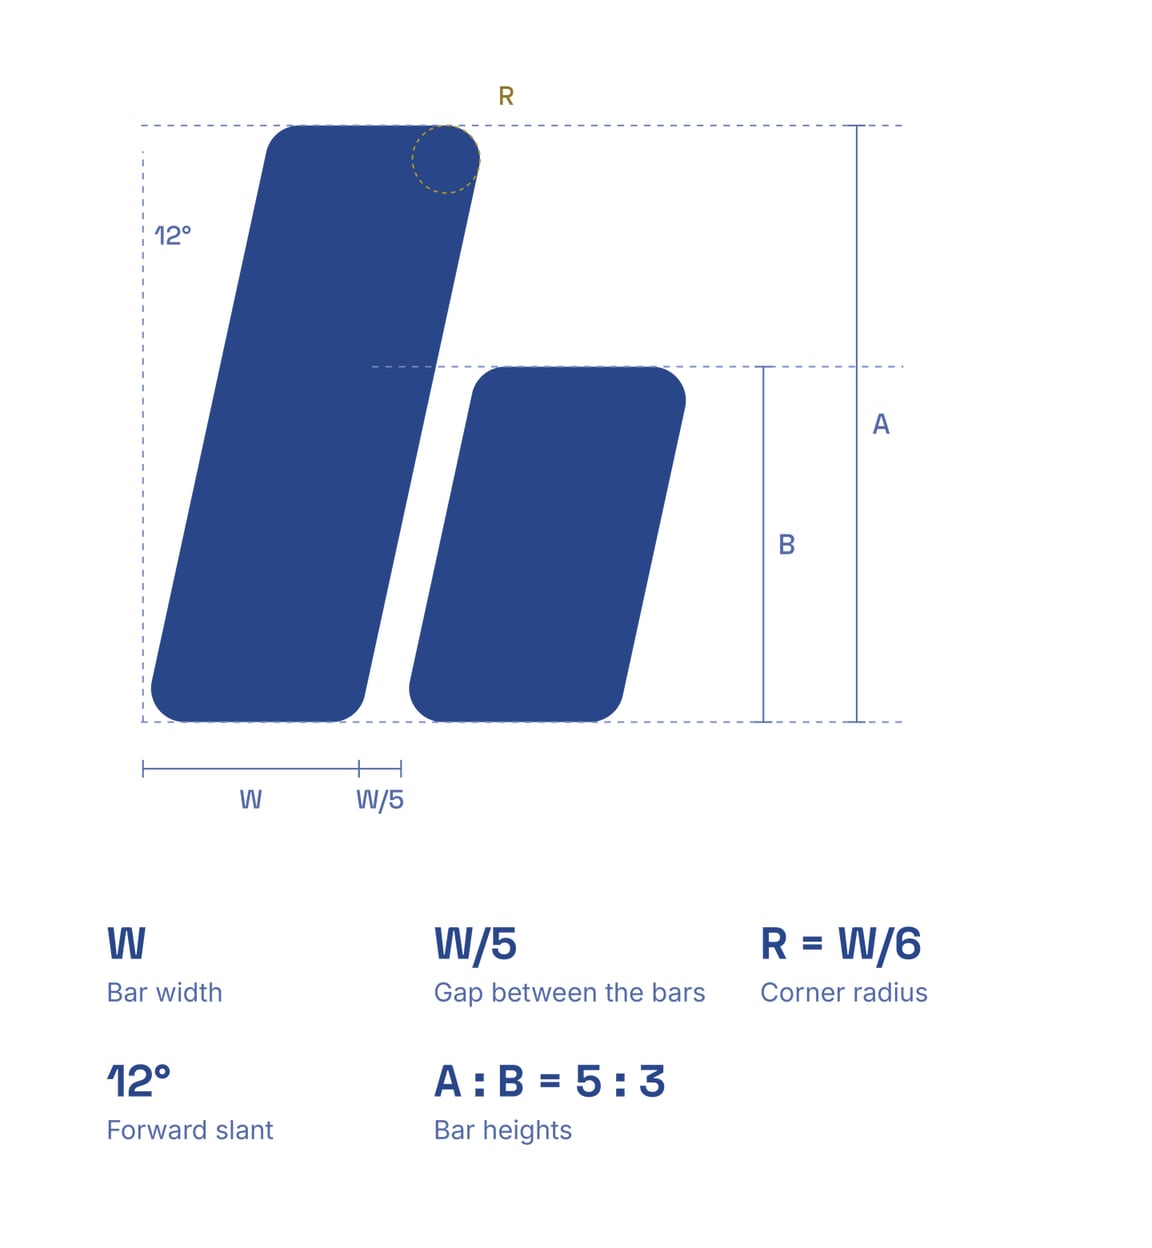 R
12°
A
B
W W/5
W W/5 R = W/6
Bar width Gap between the bars Corner radius
12° A : B = 5 : 3
Forward slant Bar heights